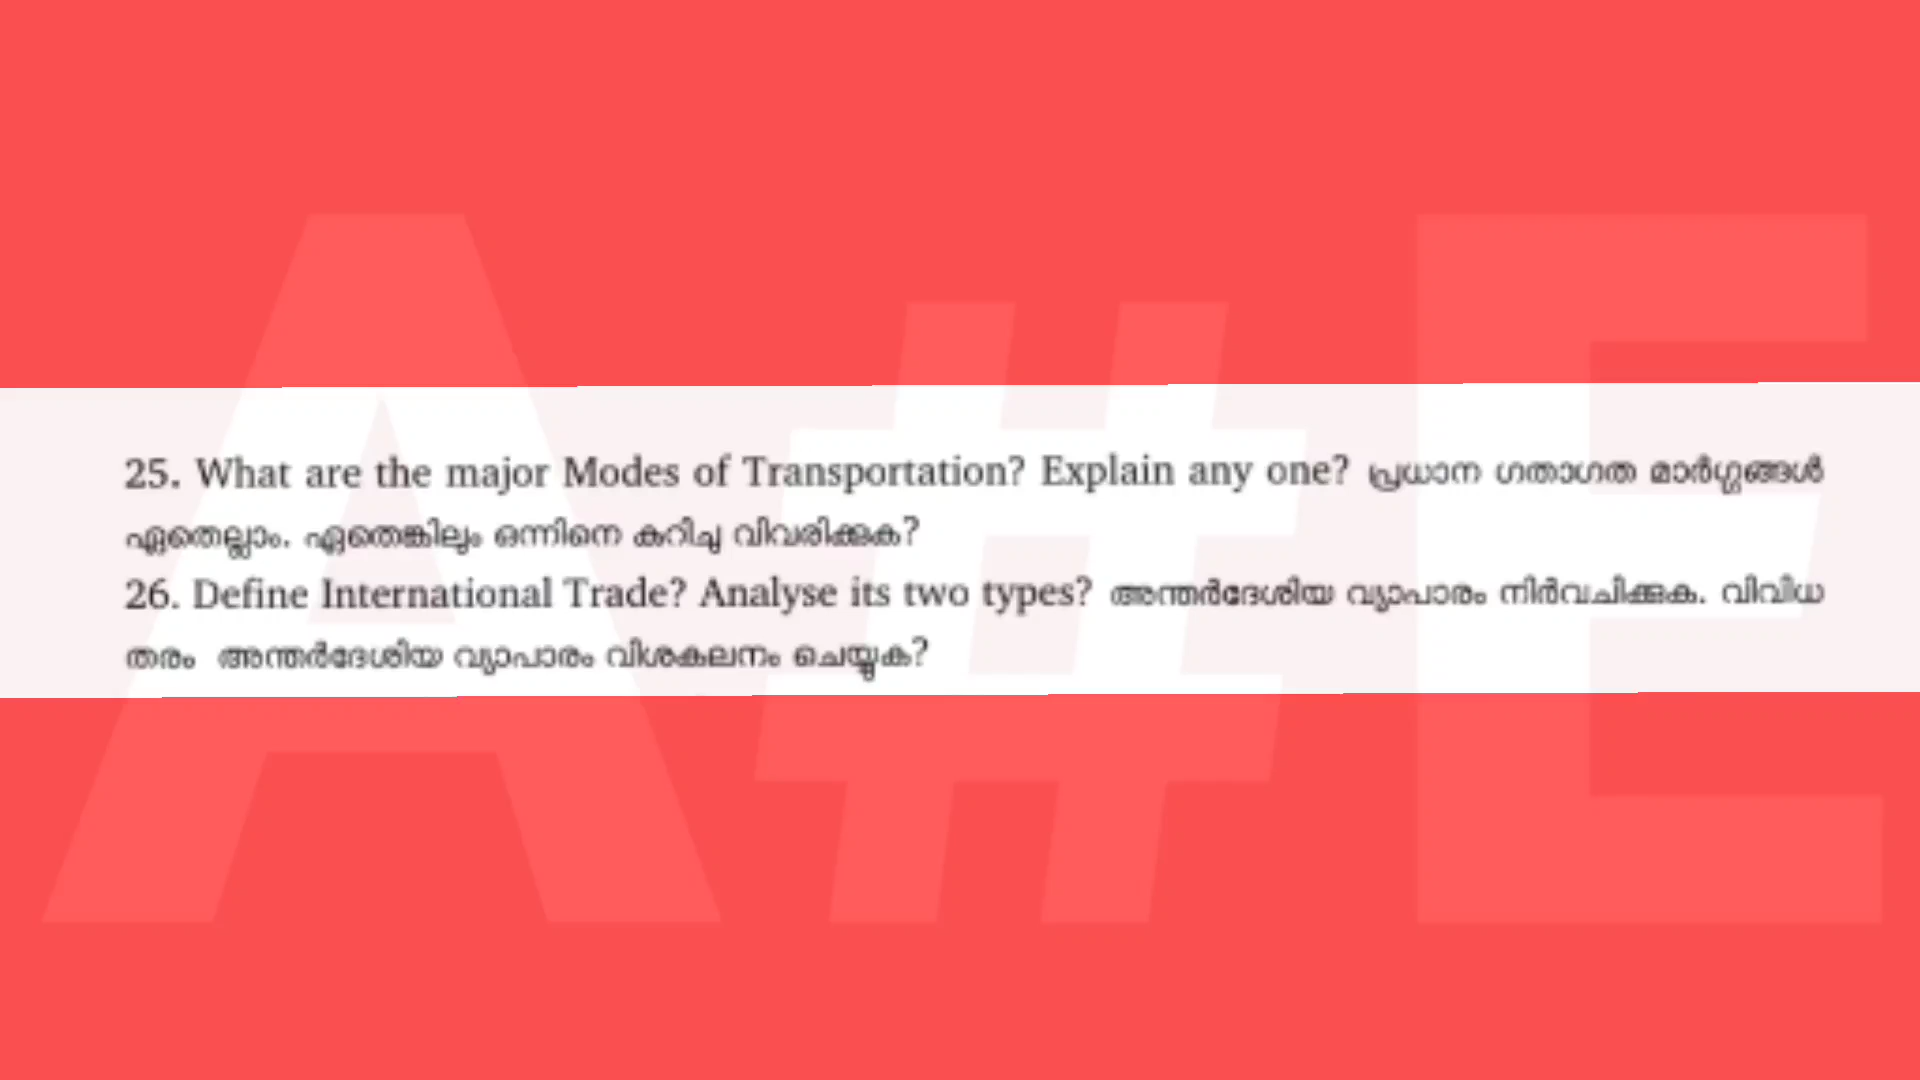 25. What are the major Modes of Transportation? Explain any one? പ്രധാന ഗതാഗത മാർഗ്ഗങ്ങൾ
ഏതെല്ലാം. ഏതെങ്കിലും ഒന്നിനെ കുറിച്ചു വിവരിക്കുക?
26. Define International Trade? Analyse its two types? അന്തർദേശിയ വ്യാപാരം നിർവചിക്കുക. വിവിധ
തരം അന്തർദേശിയ വ്യാപാരം വിശകലനം ചെയ്യുക?
A#E